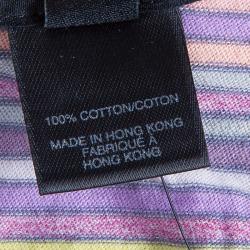 100% COTTON/COTON
MADE IN HONG KONG
FABRIQUÉ À
HONG KONG